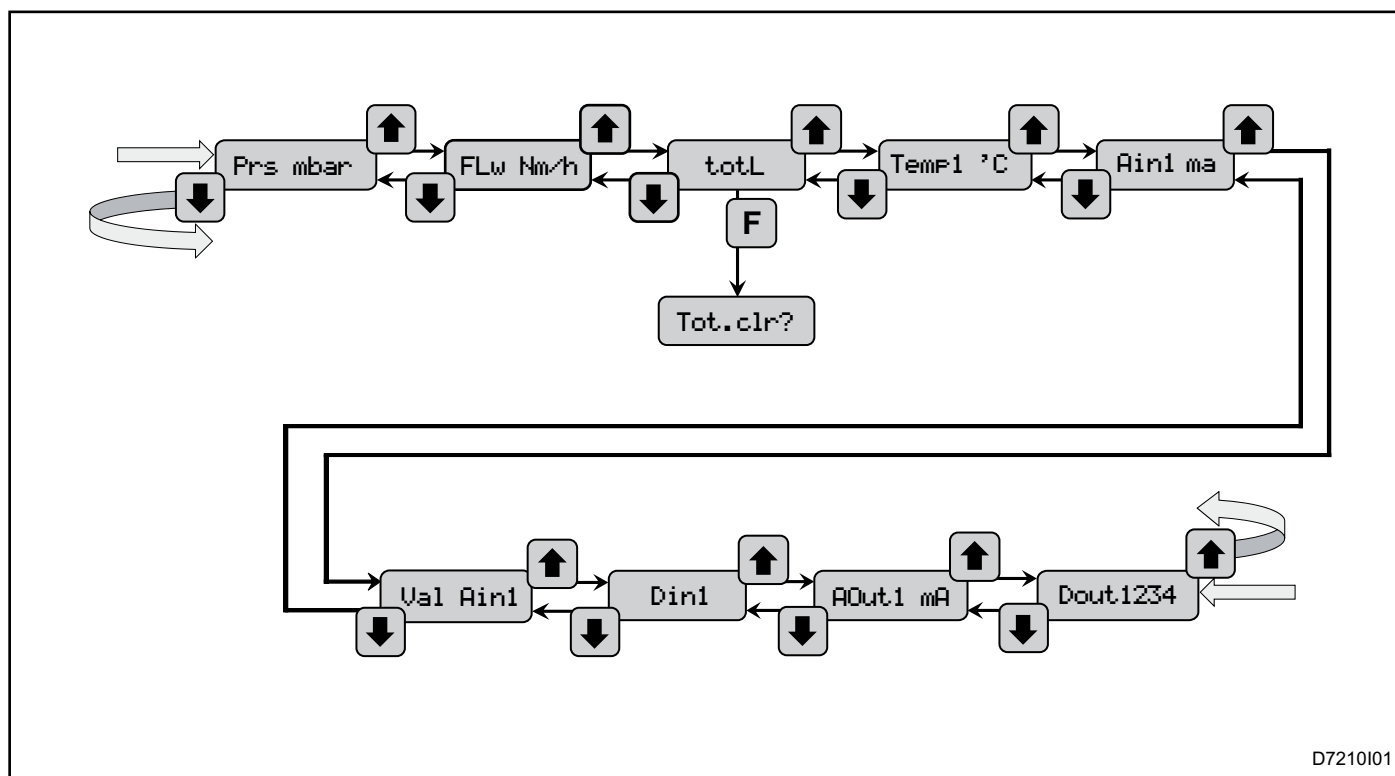 Prs mbar
FLw Nm/h
totL
Temp1 'C
Ain1 ma
F
Tot.clr?
Val Ain1
Din1
AOut1 mA
Dout1234
D7210I01